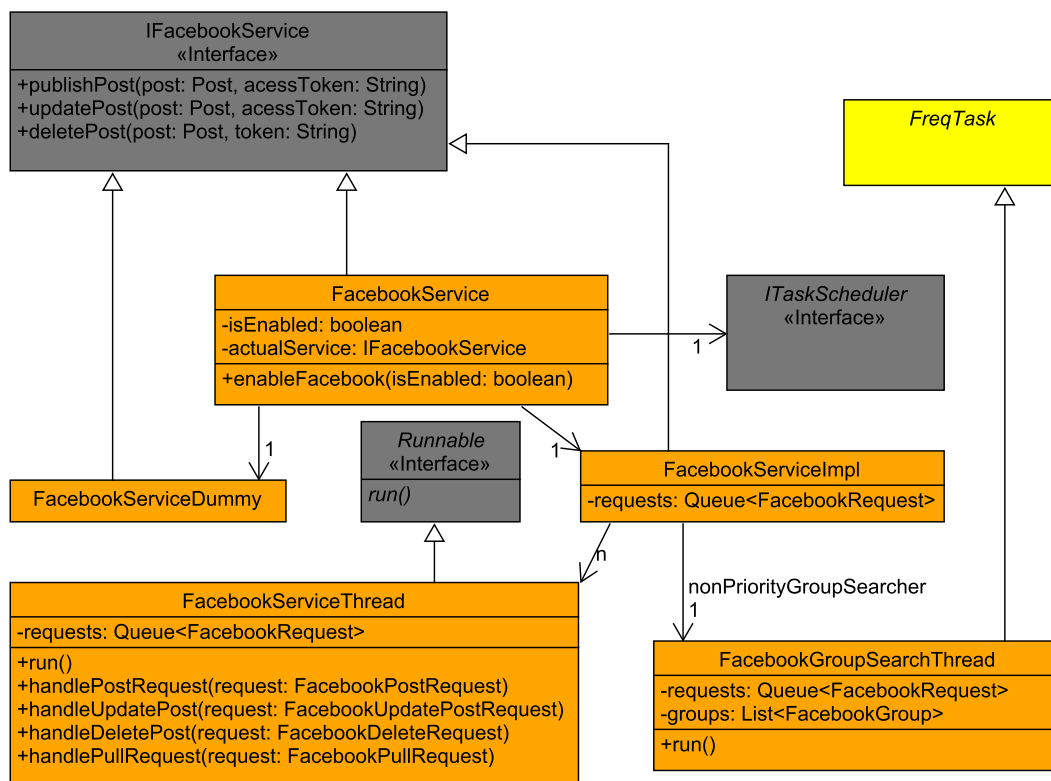 IFacebookService
«Interface»
+publishPost(post: Post, acessToken: String)
+updatePost(post: Post, acessToken: String)
+deletePost(post: Post, token: String)
FreqTask
FacebookService
-isEnabled: boolean
-actualService: IFacebookService
+enableFacebook(isEnabled: boolean)
ITaskScheduler
«Interface»
1
1
1
Runnable
«Interface»
run()
FacebookServiceDummy
FacebookServiceImpl
-requests: Queue<FacebookRequest>
n
nonPriorityGroupSearcher
1
FacebookServiceThread
-requests: Queue<FacebookRequest>
+run()
+handlePostRequest(request: FacebookPostRequest)
+handleUpdatePost(request: FacebookUpdatePostRequest)
+handleDeletePost(request: FacebookDeleteRequest)
+handlePullRequest(request: FacebookPullRequest)
FacebookGroupSearchThread
-requests: Queue<FacebookRequest>
-groups: List<FacebookGroup>
+run()